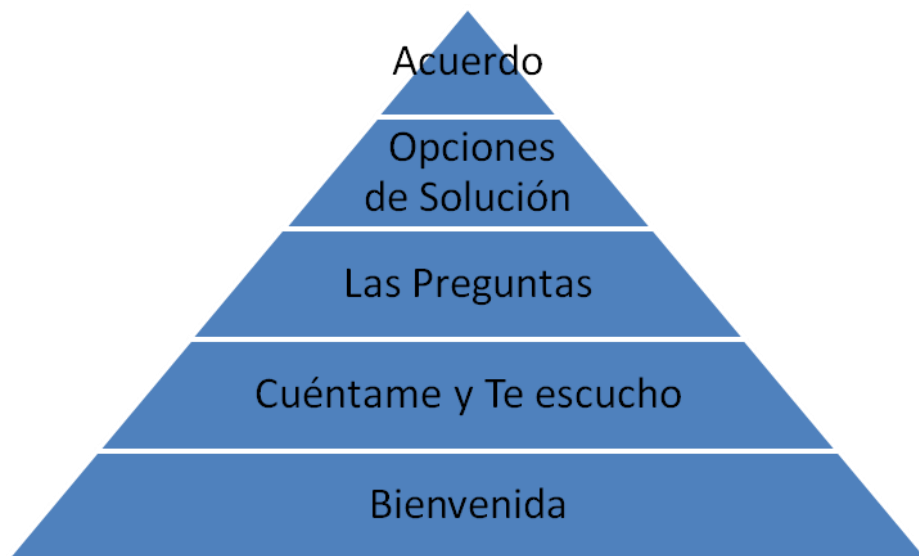 Acuerdo
Opciones
de Solución
Las Preguntas
Cuéntame y Te escucho
Bienvenida